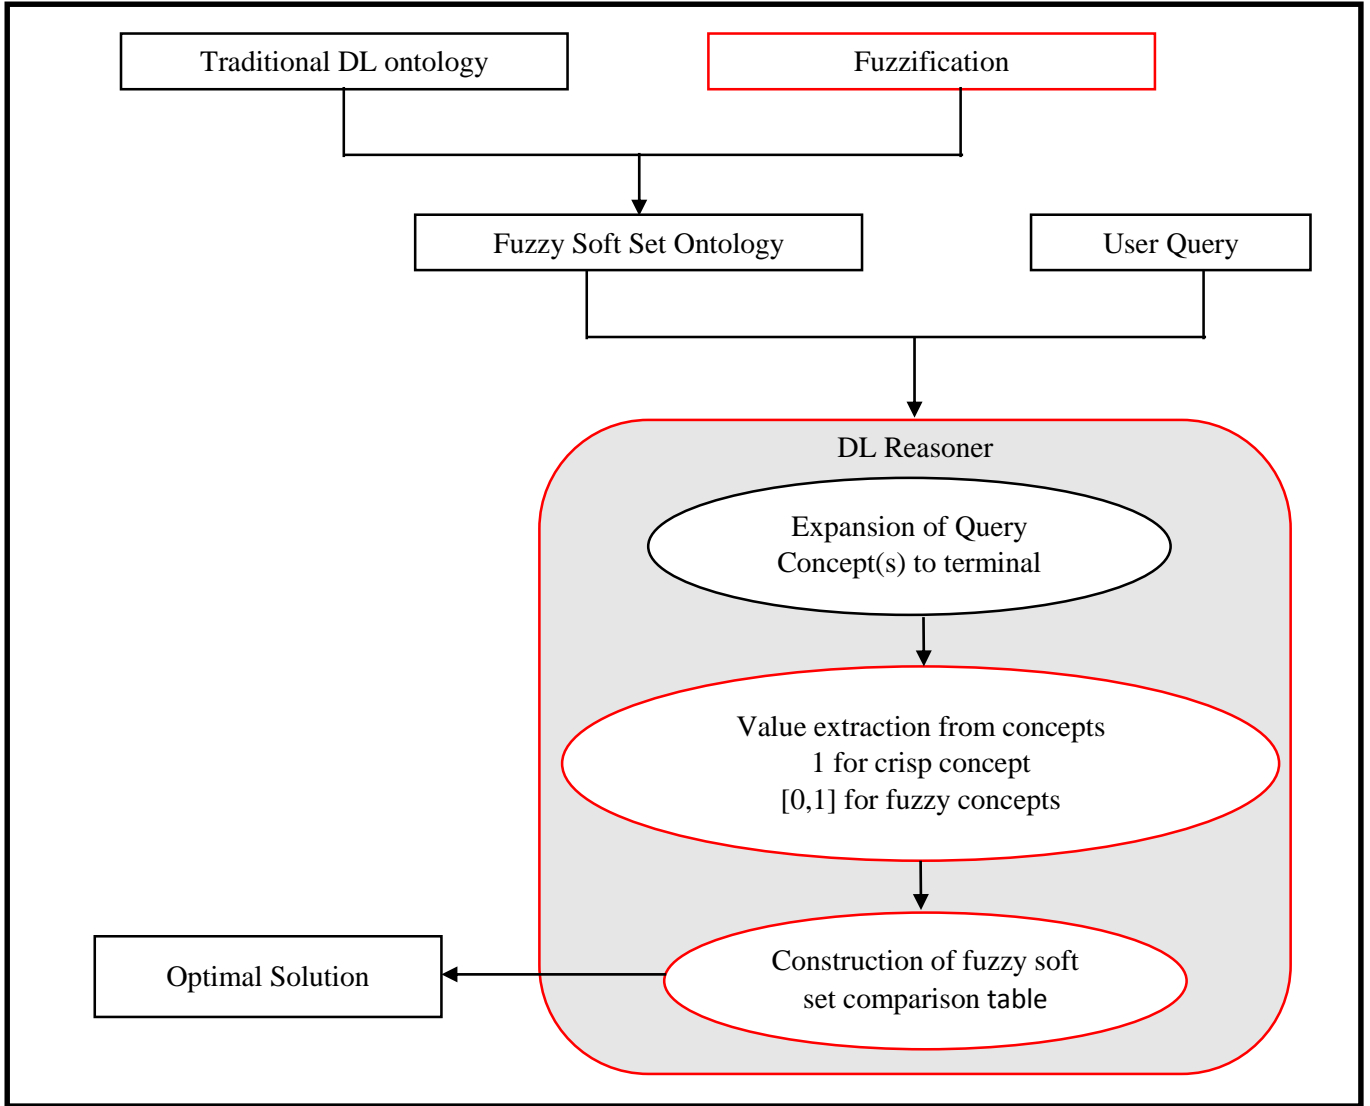 Traditional DL ontology
Fuzzification
Fuzzy Soft Set Ontology
User Query
DL Reasoner
Expansion of Query
Concept(s) to terminal
Value extraction from concepts
1 for crisp concept
[0,1] for fuzzy concepts
Construction of fuzzy soft
set comparison table
Optimal Solution